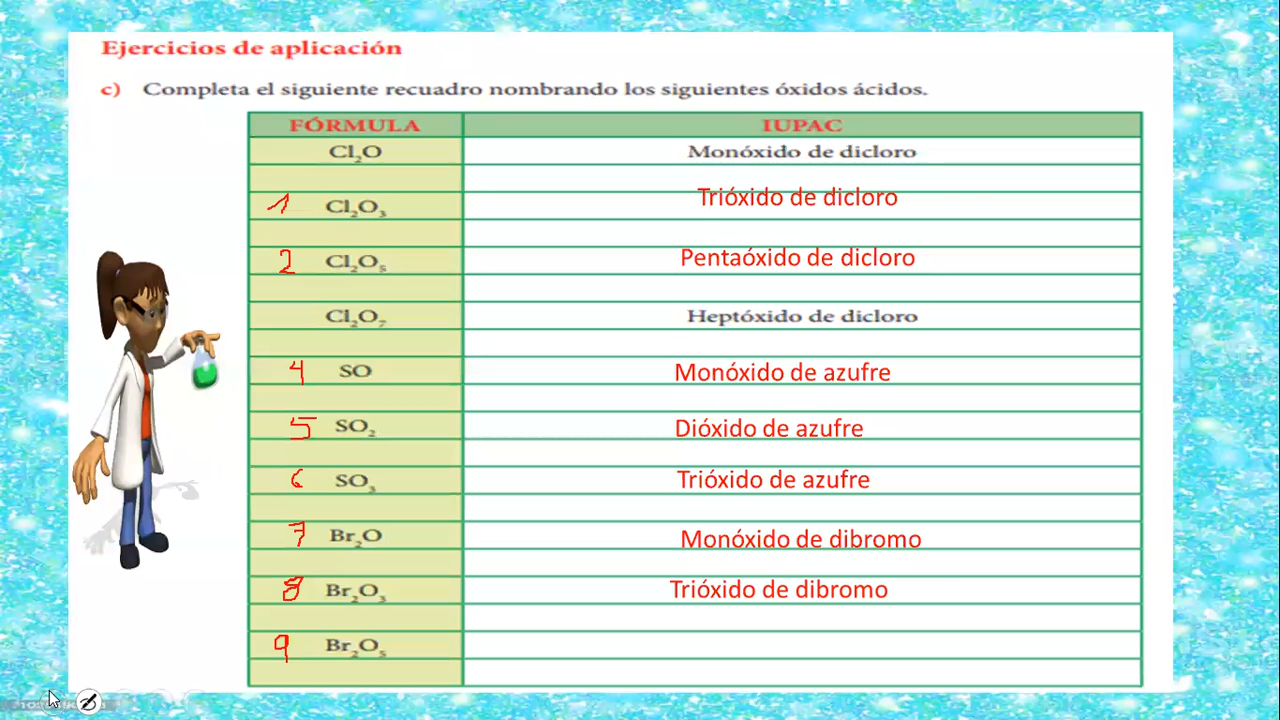 Ejercicios de aplicación
c) Completa el siguiente recuadro nombrando los siguientes óxidos ácidos.
FÓRMULA IUPAC
Cl₂O Monóxido de dicloro
1 Cl₂O₃ Trióxido de dicloro
2 Cl₂O₅ Pentaóxido de dicloro
Cl₂O₇ Heptóxido de dicloro
4 SO Monóxido de azufre
5 SO₂ Dióxido de azufre
6 SO₃ Trióxido de azufre
7 Br₂O Monóxido de dibromo
8 Br₂O₃ Trióxido de dibromo
9 Br₂O₅